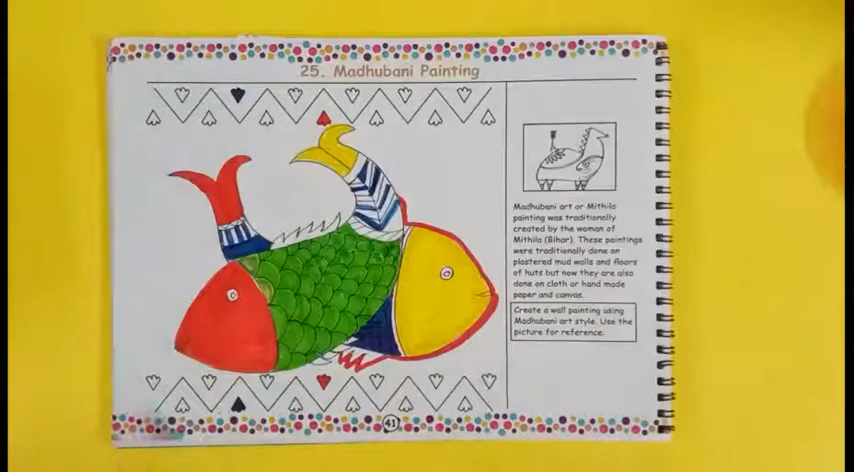 25. Madhubani Painting
Madhubani art or Mithila
painting was traditionally
created by the woman of
Mithila (Bihar). These paintings
were traditionally done on
plastered mud walls and floors
of huts but now they are also
done on cloth or hand made
paper and canvas.
Create a wall painting using
Madhubani art style. Use the
picture for reference.
41